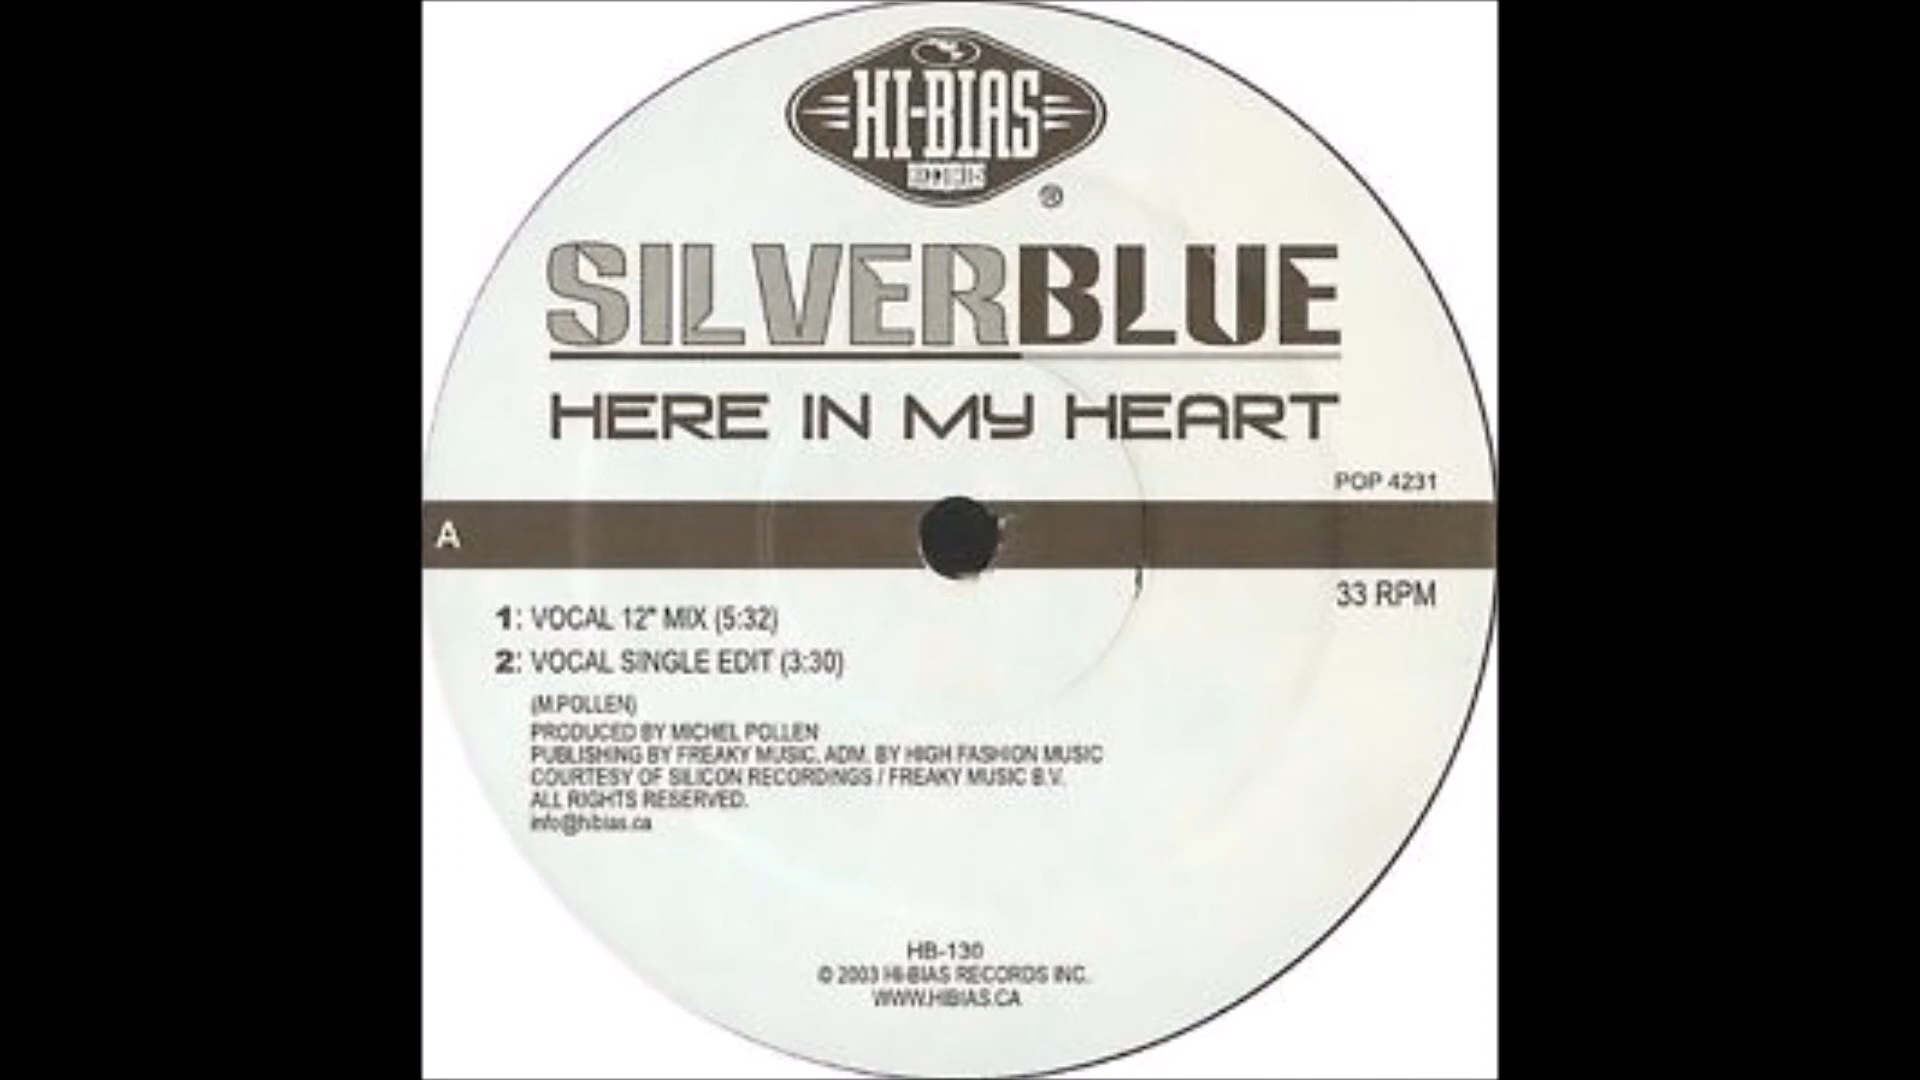 HI-BIAS
RECORDS
®
SILVERBLUE
HERE IN MY HEART
POP 4231
A
33 RPM
1: VOCAL 12" MIX (5:32)
2: VOCAL SINGLE EDIT (3:30)
(M.POLLEN)
PRODUCED BY MICHEL POLLEN
PUBLISHING BY FREAKY MUSIC, ADM. BY HIGH FASHION MUSIC
COURTESY OF SILICON RECORDINGS / FREAKY MUSIC B.V.
ALL RIGHTS RESERVED.
info@hibias.ca
HB-130
© 2003 HI-BIAS RECORDS INC.
WWW.HIBIAS.CA